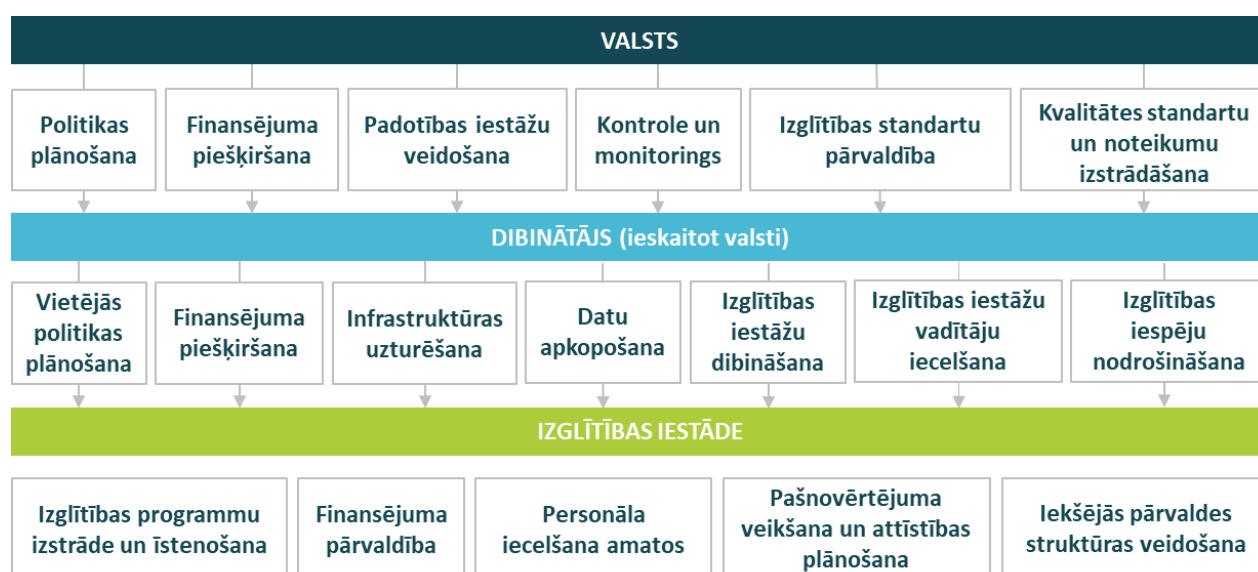 VALSTS
Politikas
plānošana
Finansējuma
piešķiršana
Padotības iestāžu
veidošana
Kontrole un
monitorings
Izglītības standartu
pārvaldība
Kvalitātes standartu
un noteikumu
izstrādāšana
DIBINĀTĀJS (ieskaitot valsti)
Vietējās
politikas
plānošana
Finansējuma
piešķiršana
Infrastruktūras
uzturēšana
Datu
apkopošana
Izglītības
iestāžu
dibināšana
Izglītības iestāžu
vadītāju
iecelšana
Izglītības
iespēju
nodrošināšana
IZGLĪTĪBAS IESTĀDE
Izglītības programmu
izstrāde un īstenošana
Finansējuma
pārvaldība
Personāla
iecelšana amatos
Pašnovērtējuma
veikšana un attīstības
plānošana
Iekšējās pārvaldes
struktūras veidošana